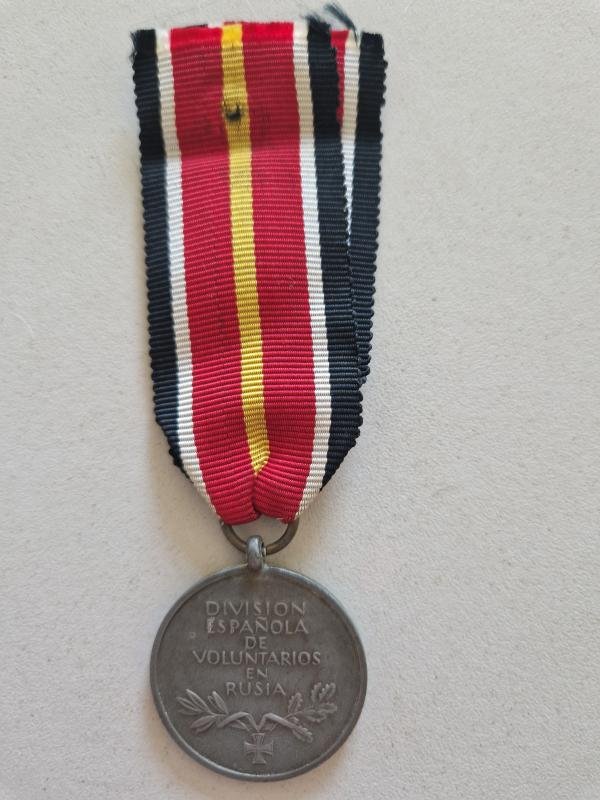 DIVISION
ESPAÑOLA
DE
VOLUNTARIOS
EN
RUSIA